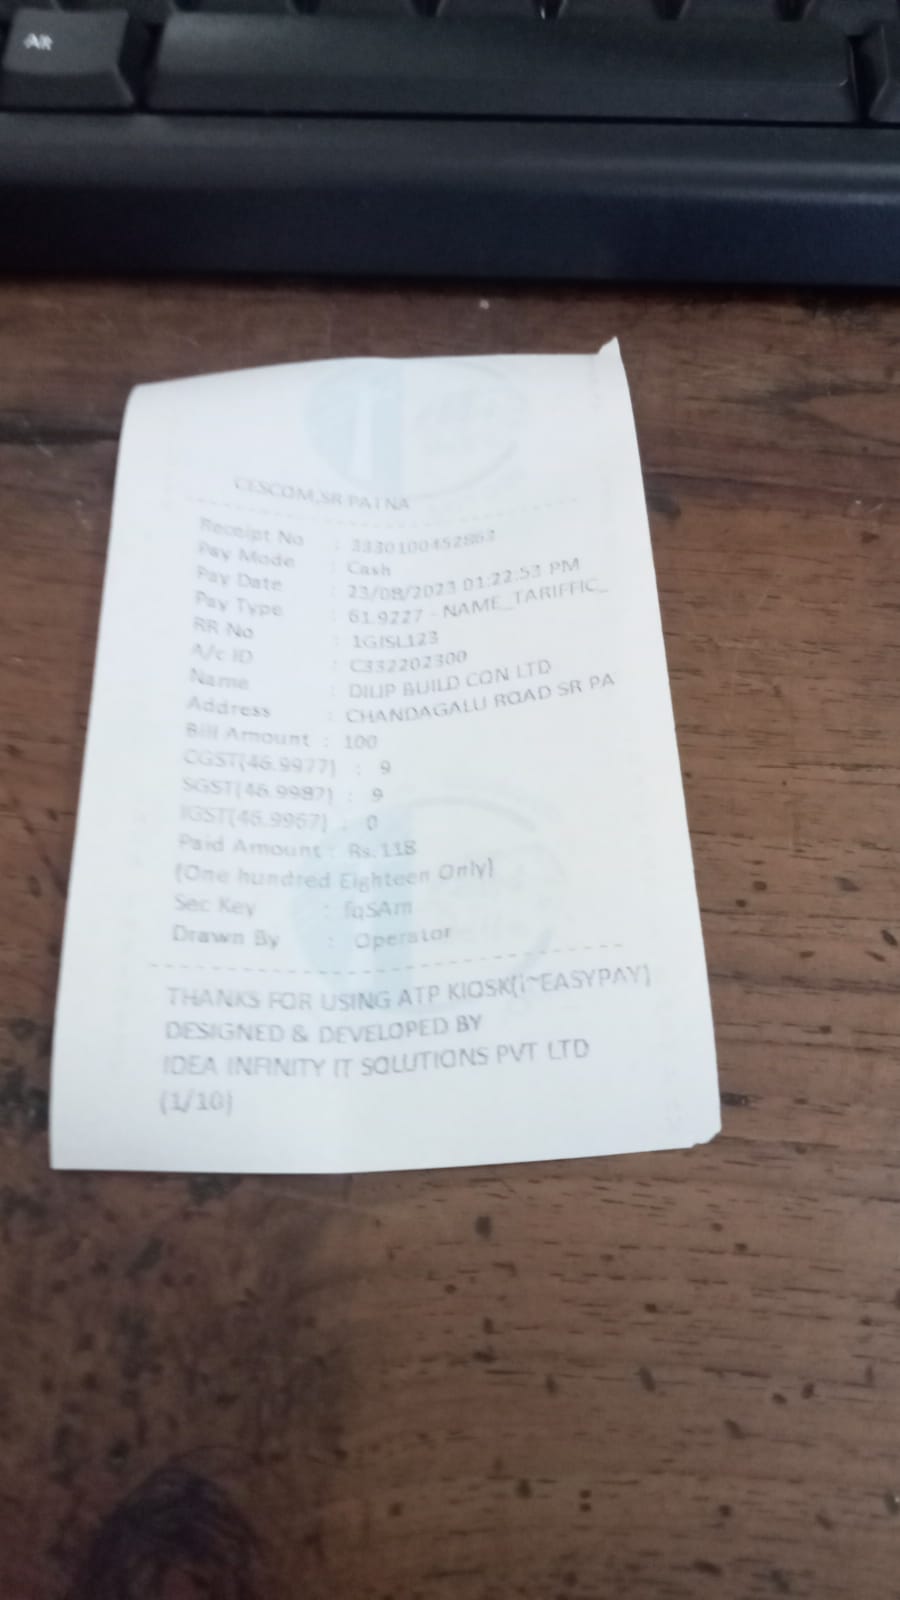 Alt
CESCOM,SR PATNA
Receipt No : 3330100452863
Pay Mode : Cash
Pay Date : 23/08/2023 01:22:53 PM
Pay Type : 61.9227 - NAME_TARIFFIC_
RR No : 1GJSL123
A/c ID : C332202300
Name : DILIP BUILD CON LTD
Address : CHANDAGALU ROAD SR PA
Bill Amount : 100
CGST(46.9977) : 9
SGST(46.9987) : 9
IGST(46.9967) : 0
Paid Amount : Rs.118
(One hundred Eighteen Only)
Sec Key : fqSAm
Drawn By : Operator
THANKS FOR USING ATP KIOSK(i~EASYPAY)
DESIGNED & DEVELOPED BY
IDEA INFINITY IT SOLUTIONS PVT LTD
(1/10)